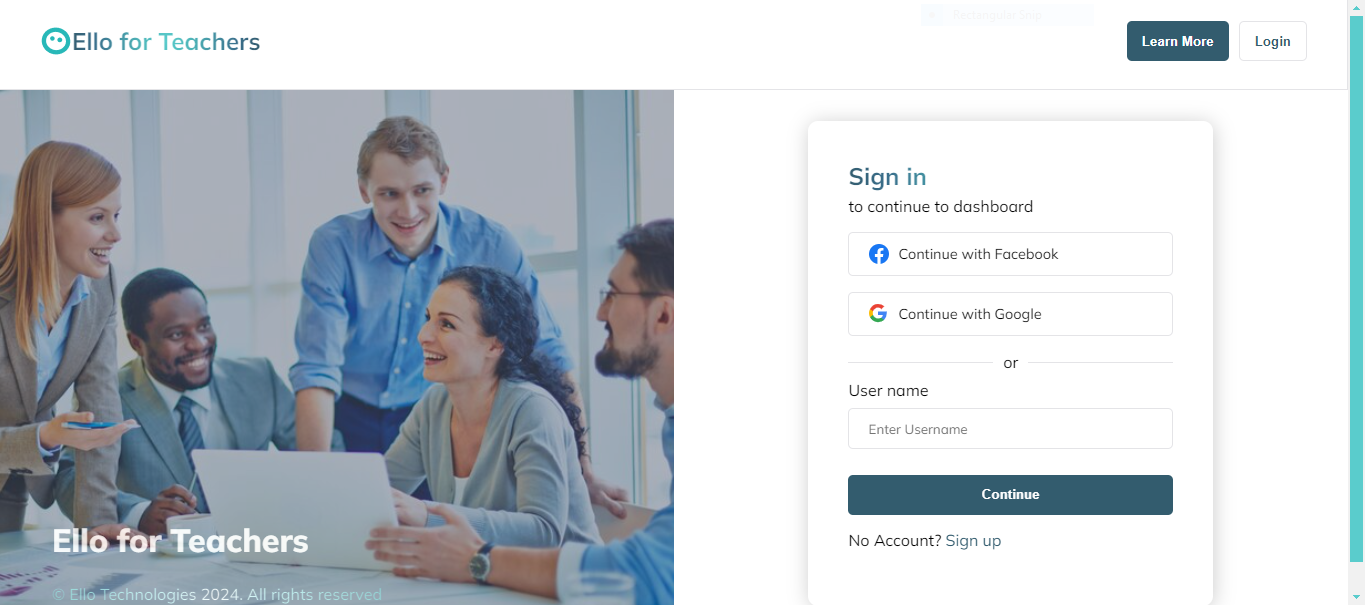 Ello for Teachers
Learn More
Login
Sign in
to continue to dashboard
Continue with Facebook
Continue with Google
or
User name
Enter Username
Continue
No Account? Sign up
Ello for Teachers
© Ello Technologies 2024. All rights reserved